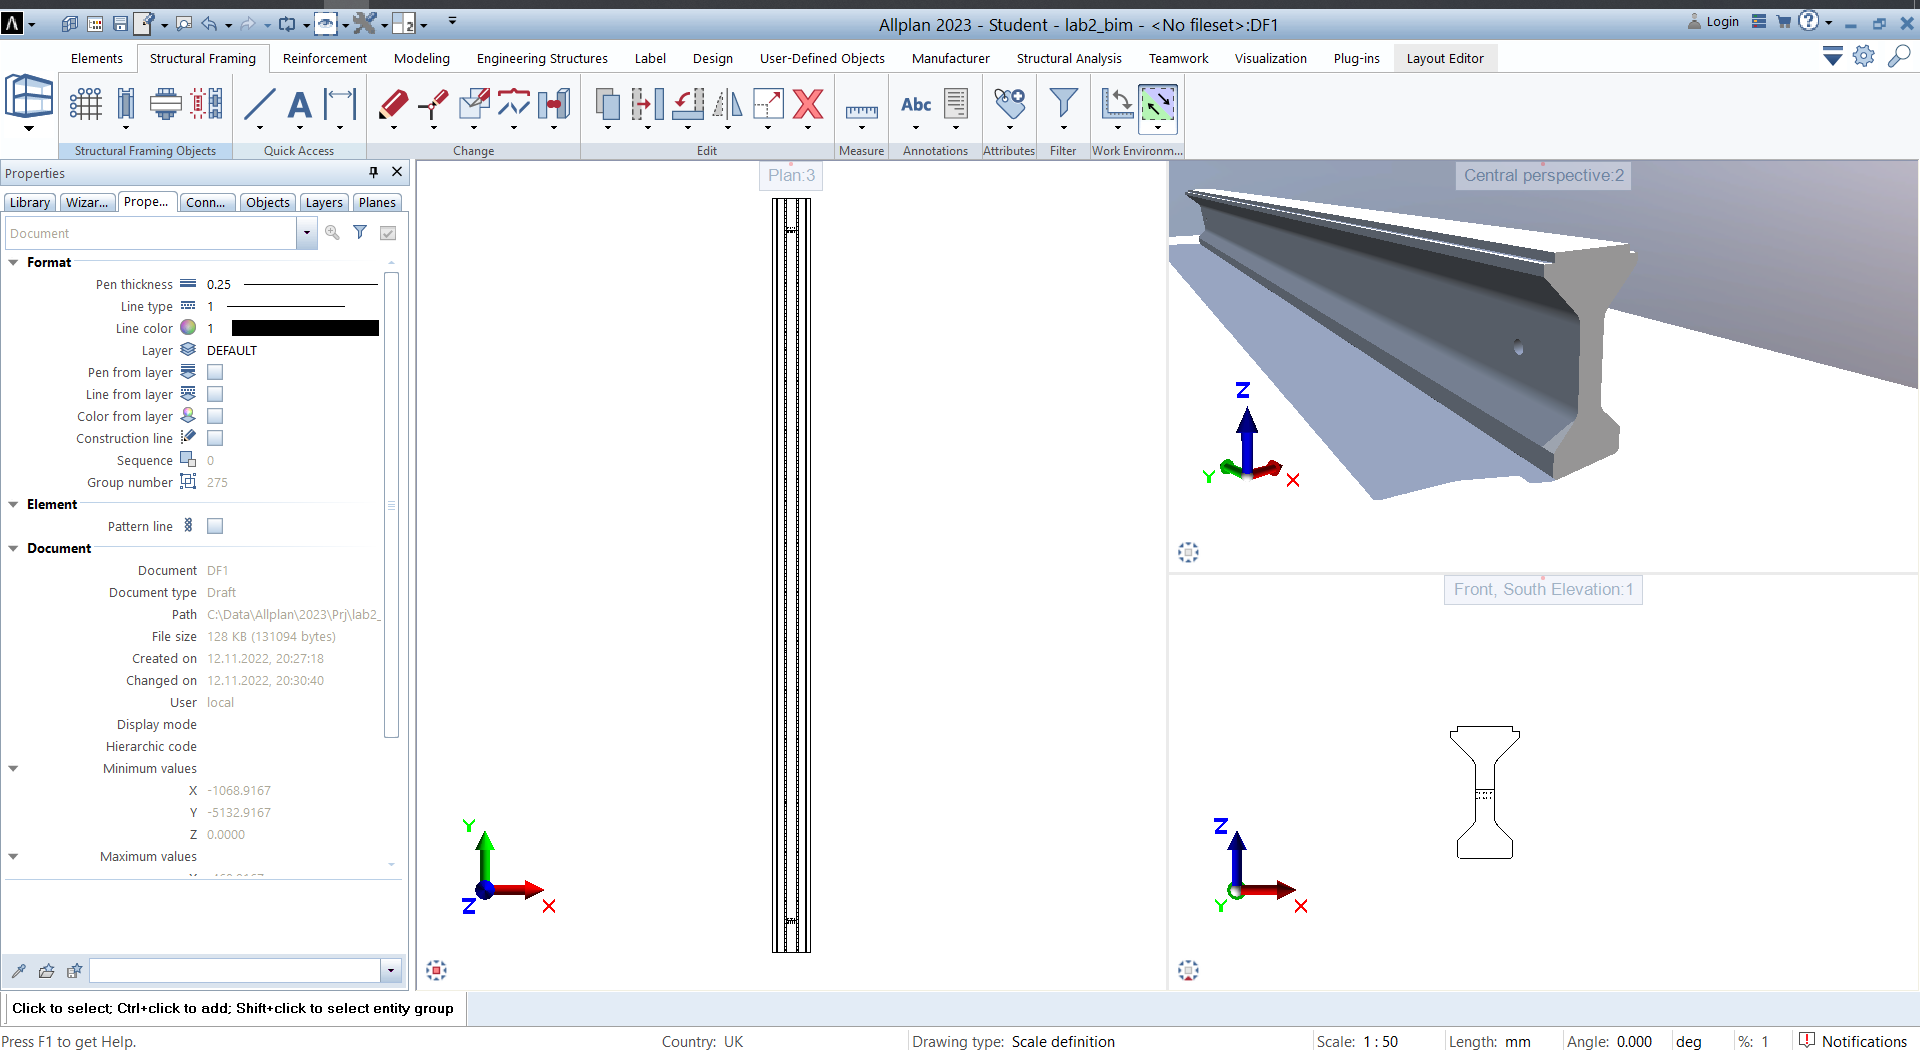 Allplan 2023 - Student - lab2_bim - <No fileset>:DF1
Login
Elements Structural Framing Reinforcement Modeling Engineering Structures Label Design User-Defined Objects Manufacturer Structural Analysis Teamwork Visualization Plug-ins Layout Editor
Abc
Structural Framing Objects Quick Access Change Edit Measure Annotations Attributes Filter Work Environm...
Properties
Library Wizar... Prope... Conn... Objects Layers Planes
Document
Format
Pen thickness 0.25
Line type 1
Line color 1
Layer DEFAULT
Pen from layer
Line from layer
Color from layer
Construction line
Sequence 0
Group number 275
Element
Pattern line
Document
Document DF1
Document type Draft
Path C:\Data\Allplan\2023\Prj\lab2_
File size 128 KB (131094 bytes)
Created on 12.11.2022, 20:27:18
Changed on 12.11.2022, 20:30:40
User local
Display mode
Hierarchic code
Minimum values
X -1068.9167
Y -5132.9167
Z 0.0000
Maximum values
Plan:3
Y
Z X
Central perspective:2
Z
Y X
Front, South Elevation:1
Z
Y X
Click to select; Ctrl+click to add; Shift+click to select entity group
Press F1 to get Help. Country: UK Drawing type: Scale definition Scale: 1 : 50 Length: mm Angle: 0.000 deg %: 1 Notifications